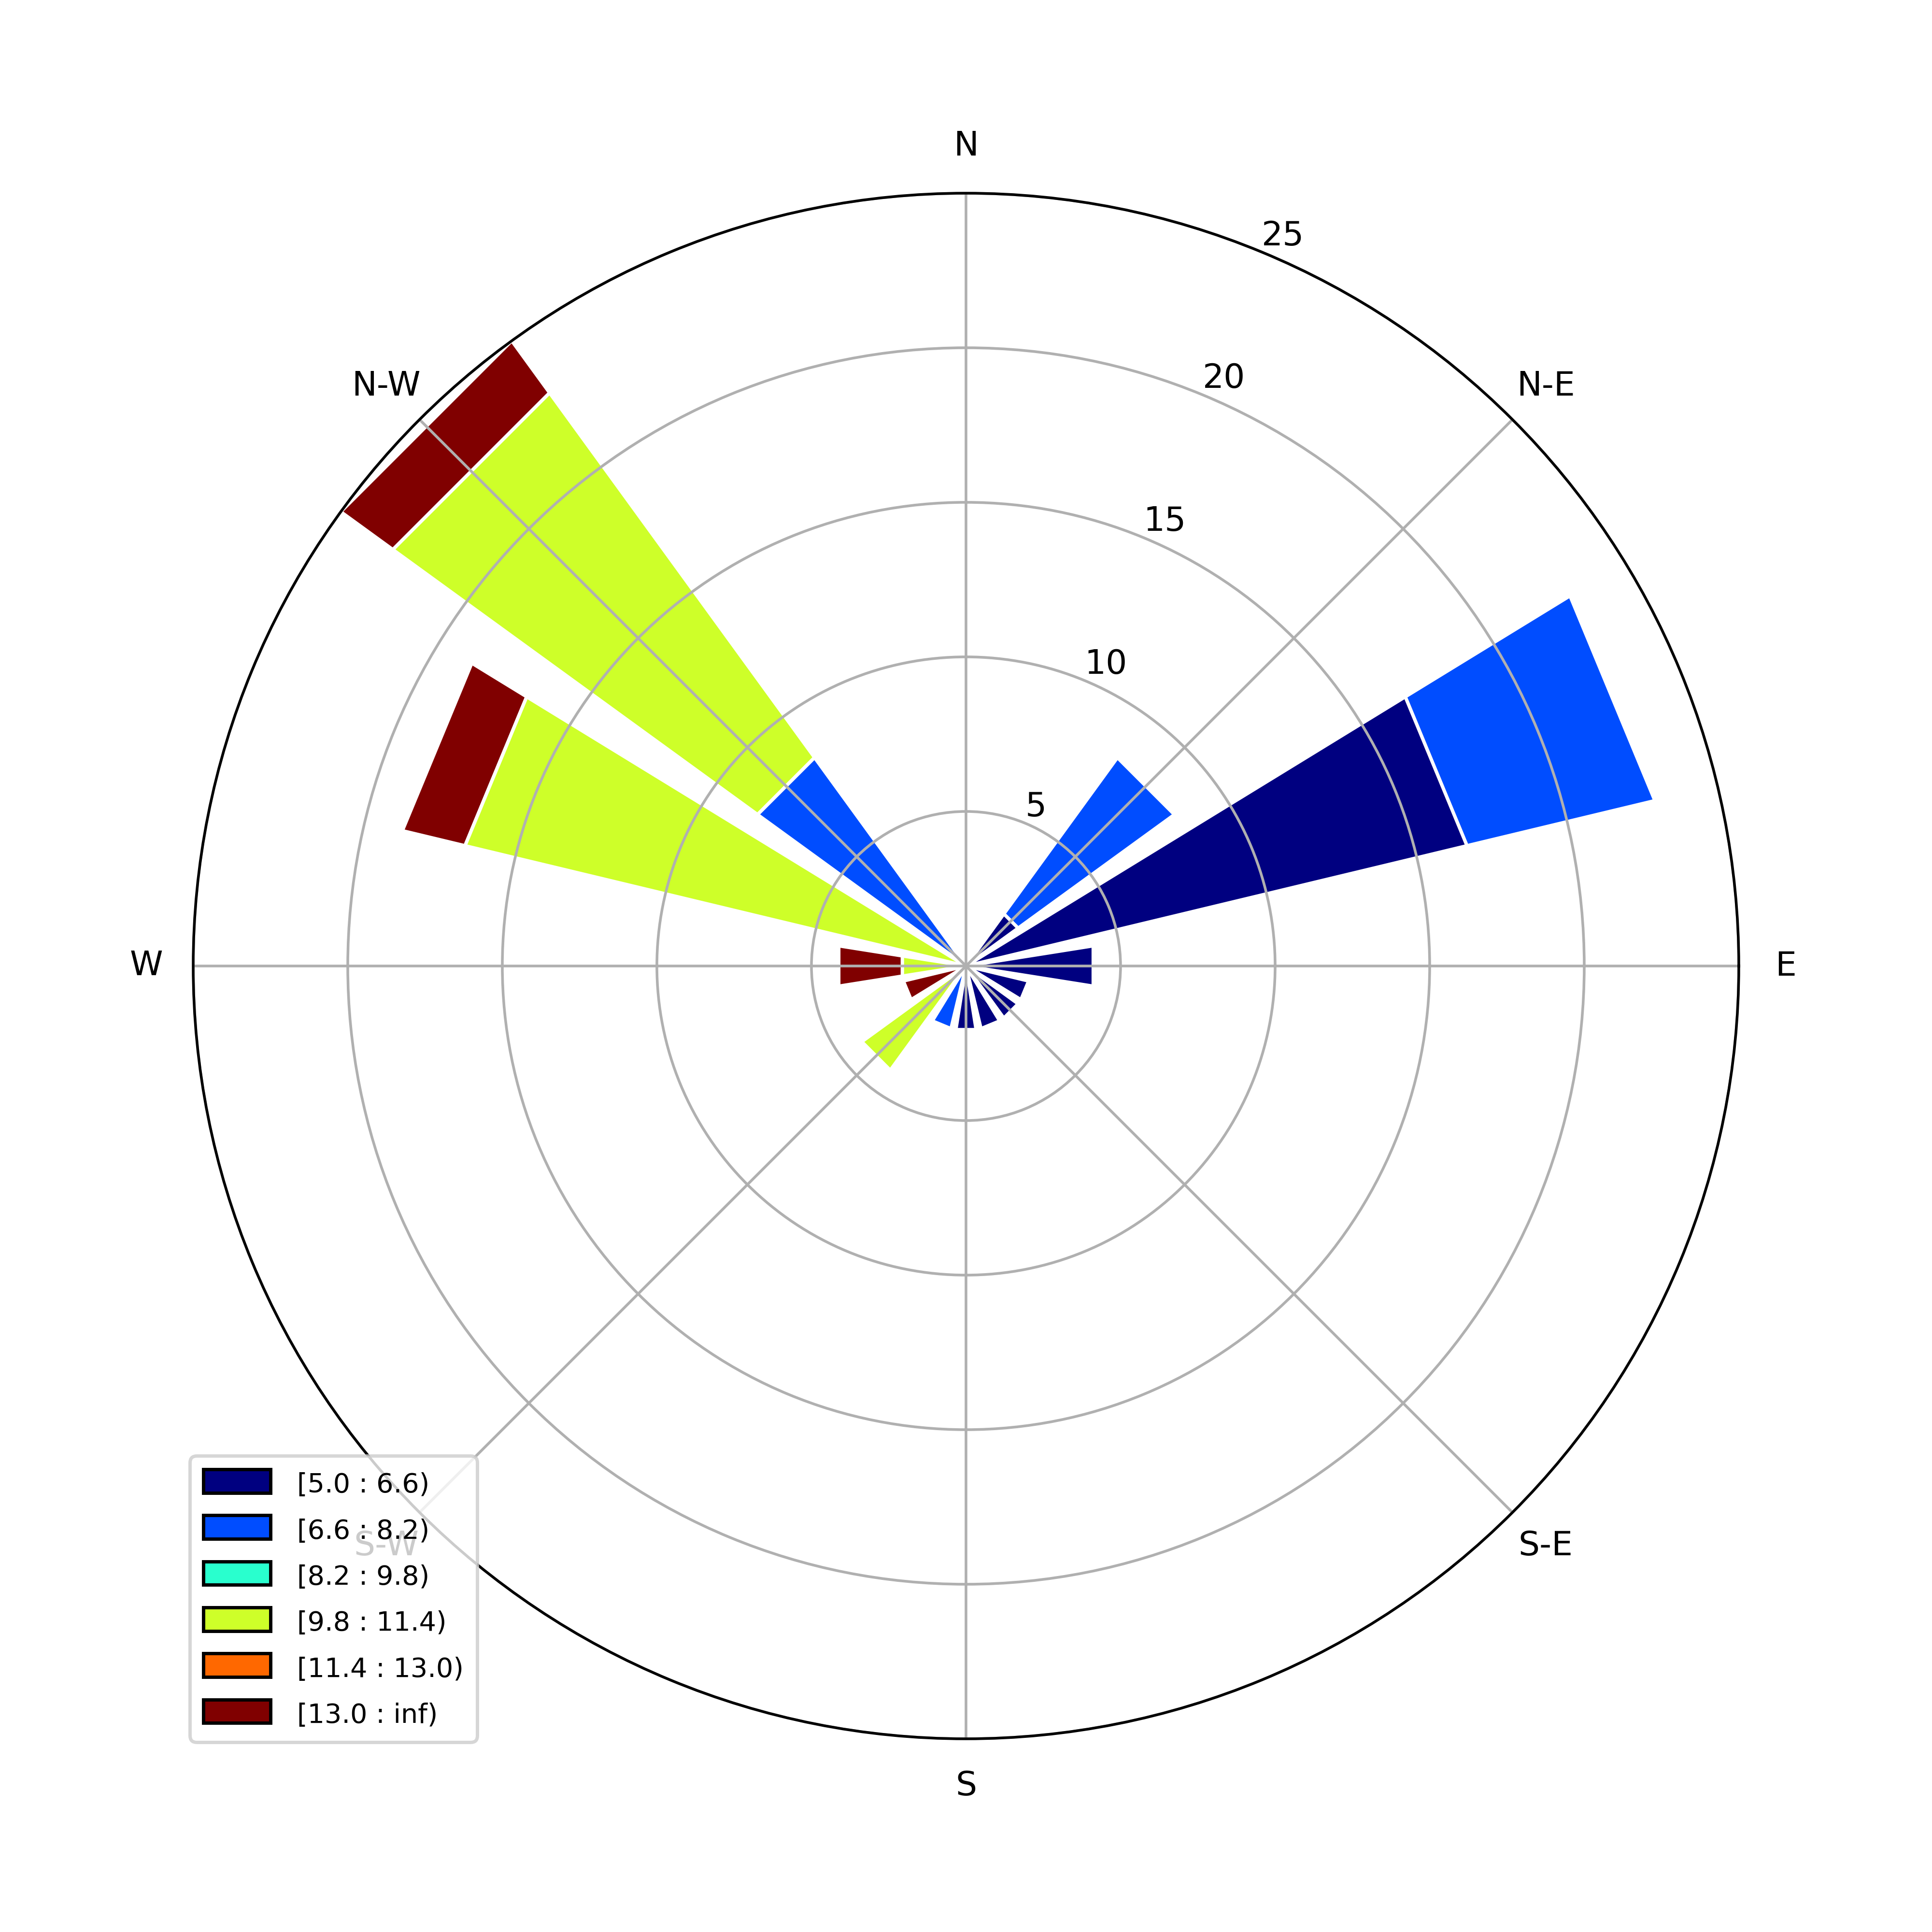 N
25
N-W
20
N-E
15
10
5
W
E
[5.0 : 6.6)
[6.6 : 8.2)
S-W
S-E
[8.2 : 9.8)
[9.8 : 11.4)
[11.4 : 13.0)
[13.0 : inf)
S